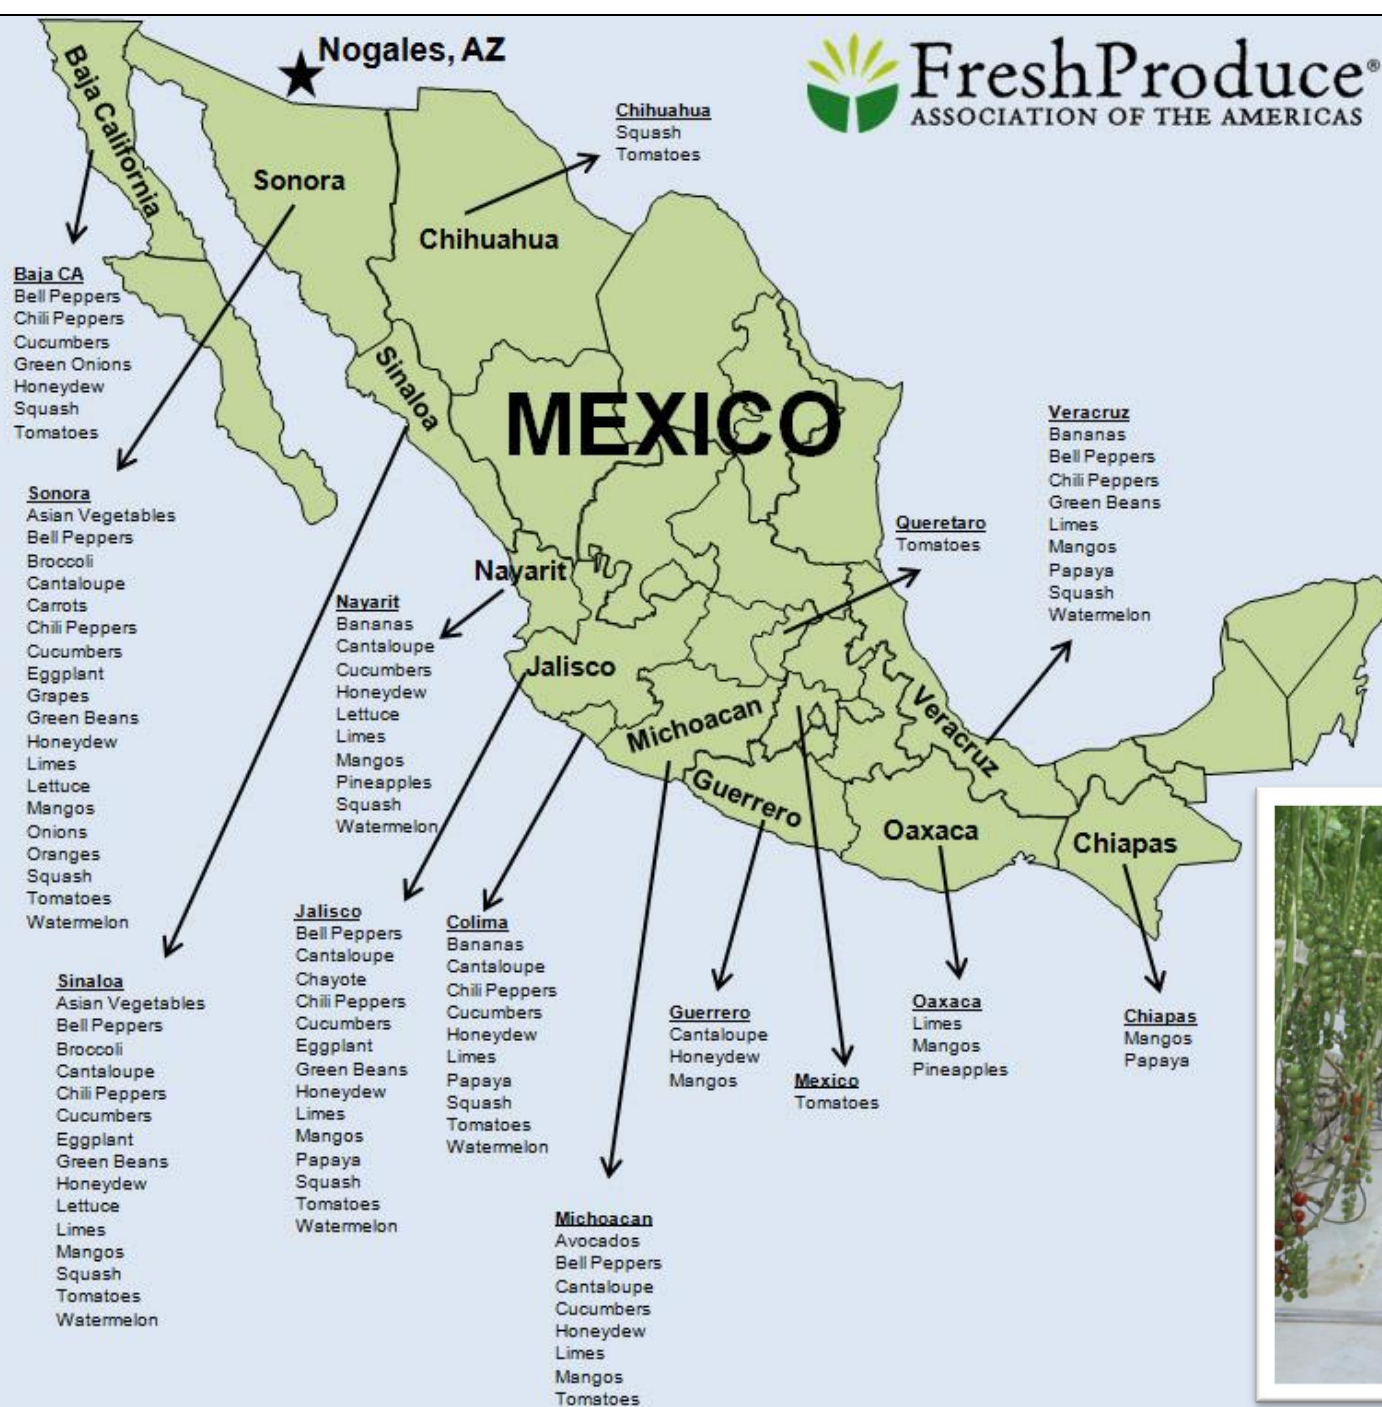 Nogales, AZ
FreshProduce®
ASSOCIATION OF THE AMERICAS
Baja California
Sonora
Chihuahua
Sinaloa
MEXICO
Nayarit
Jalisco
Michoacan
Guerrero
Veracruz
Oaxaca
Chiapas
Chihuahua
Squash
Tomatoes
Baja CA
Bell Peppers
Chili Peppers
Cucumbers
Green Onions
Honeydew
Squash
Tomatoes
Sonora
Asian Vegetables
Bell Peppers
Broccoli
Cantaloupe
Carrots
Chili Peppers
Cucumbers
Eggplant
Grapes
Green Beans
Honeydew
Limes
Lettuce
Mangos
Onions
Oranges
Squash
Tomatoes
Watermelon
Sinaloa
Asian Vegetables
Bell Peppers
Broccoli
Cantaloupe
Chili Peppers
Cucumbers
Eggplant
Green Beans
Honeydew
Lettuce
Limes
Mangos
Squash
Tomatoes
Watermelon
Nayarit
Bananas
Cantaloupe
Cucumbers
Honeydew
Lettuce
Limes
Mangos
Pineapples
Squash
Watermelon
Jalisco
Bell Peppers
Cantaloupe
Chayote
Chili Peppers
Cucumbers
Eggplant
Green Beans
Honeydew
Limes
Mangos
Papaya
Squash
Tomatoes
Watermelon
Colima
Bananas
Cantaloupe
Chili Peppers
Cucumbers
Honeydew
Limes
Papaya
Squash
Tomatoes
Watermelon
Michoacan
Avocados
Bell Peppers
Cantaloupe
Cucumbers
Honeydew
Limes
Mangos
Tomatoes
Guerrero
Cantaloupe
Honeydew
Mangos
Mexico
Tomatoes
Queretaro
Tomatoes
Veracruz
Bananas
Bell Peppers
Chili Peppers
Green Beans
Limes
Mangos
Papaya
Squash
Watermelon
Oaxaca
Limes
Mangos
Pineapples
Chiapas
Mangos
Papaya